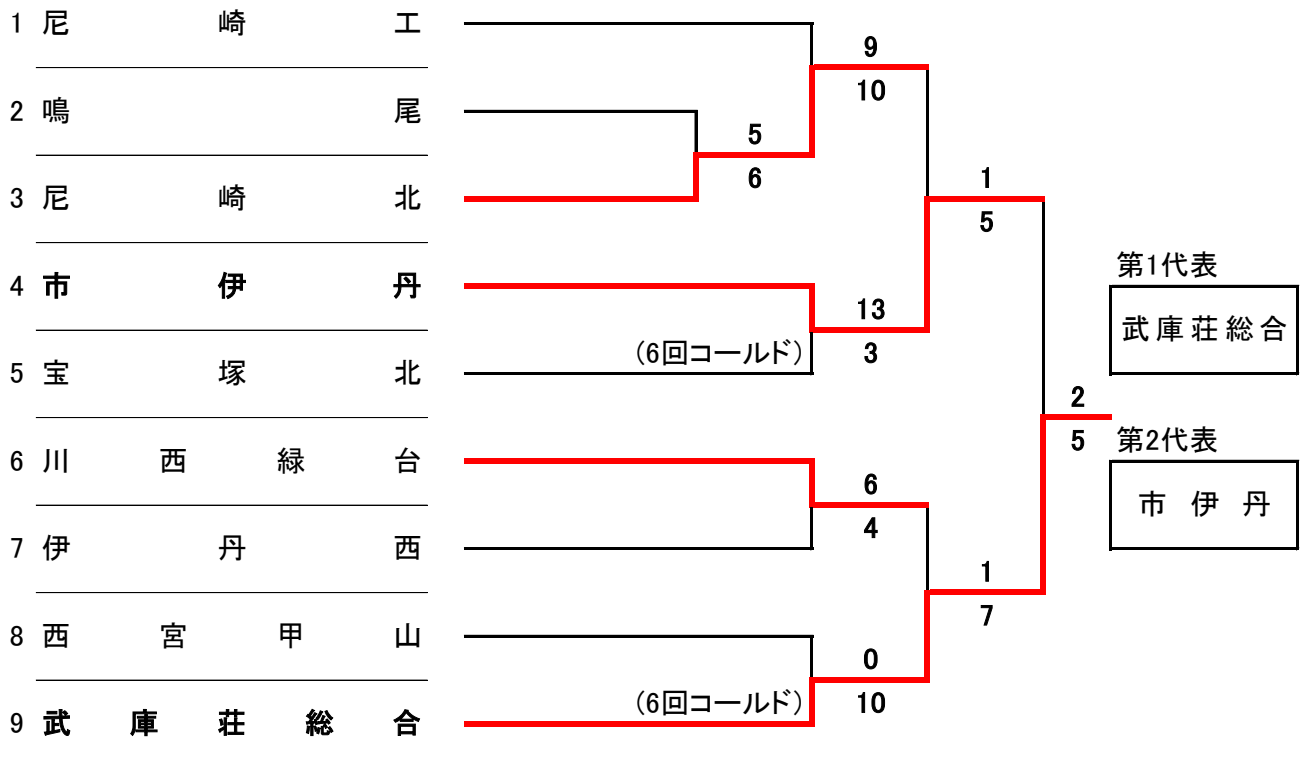 1 尼崎工
9
10
2 鳴尾
5
6
3 尼崎北
1
5
4 市伊丹
13
3
(6回コールド)
5 宝塚北
第1代表
武庫荘総合
2
5
第2代表
市伊丹
6 川西緑台
6
4
7 伊丹西
1
7
8 西宮甲山
0
10
(6回コールド)
9 武庫荘総合